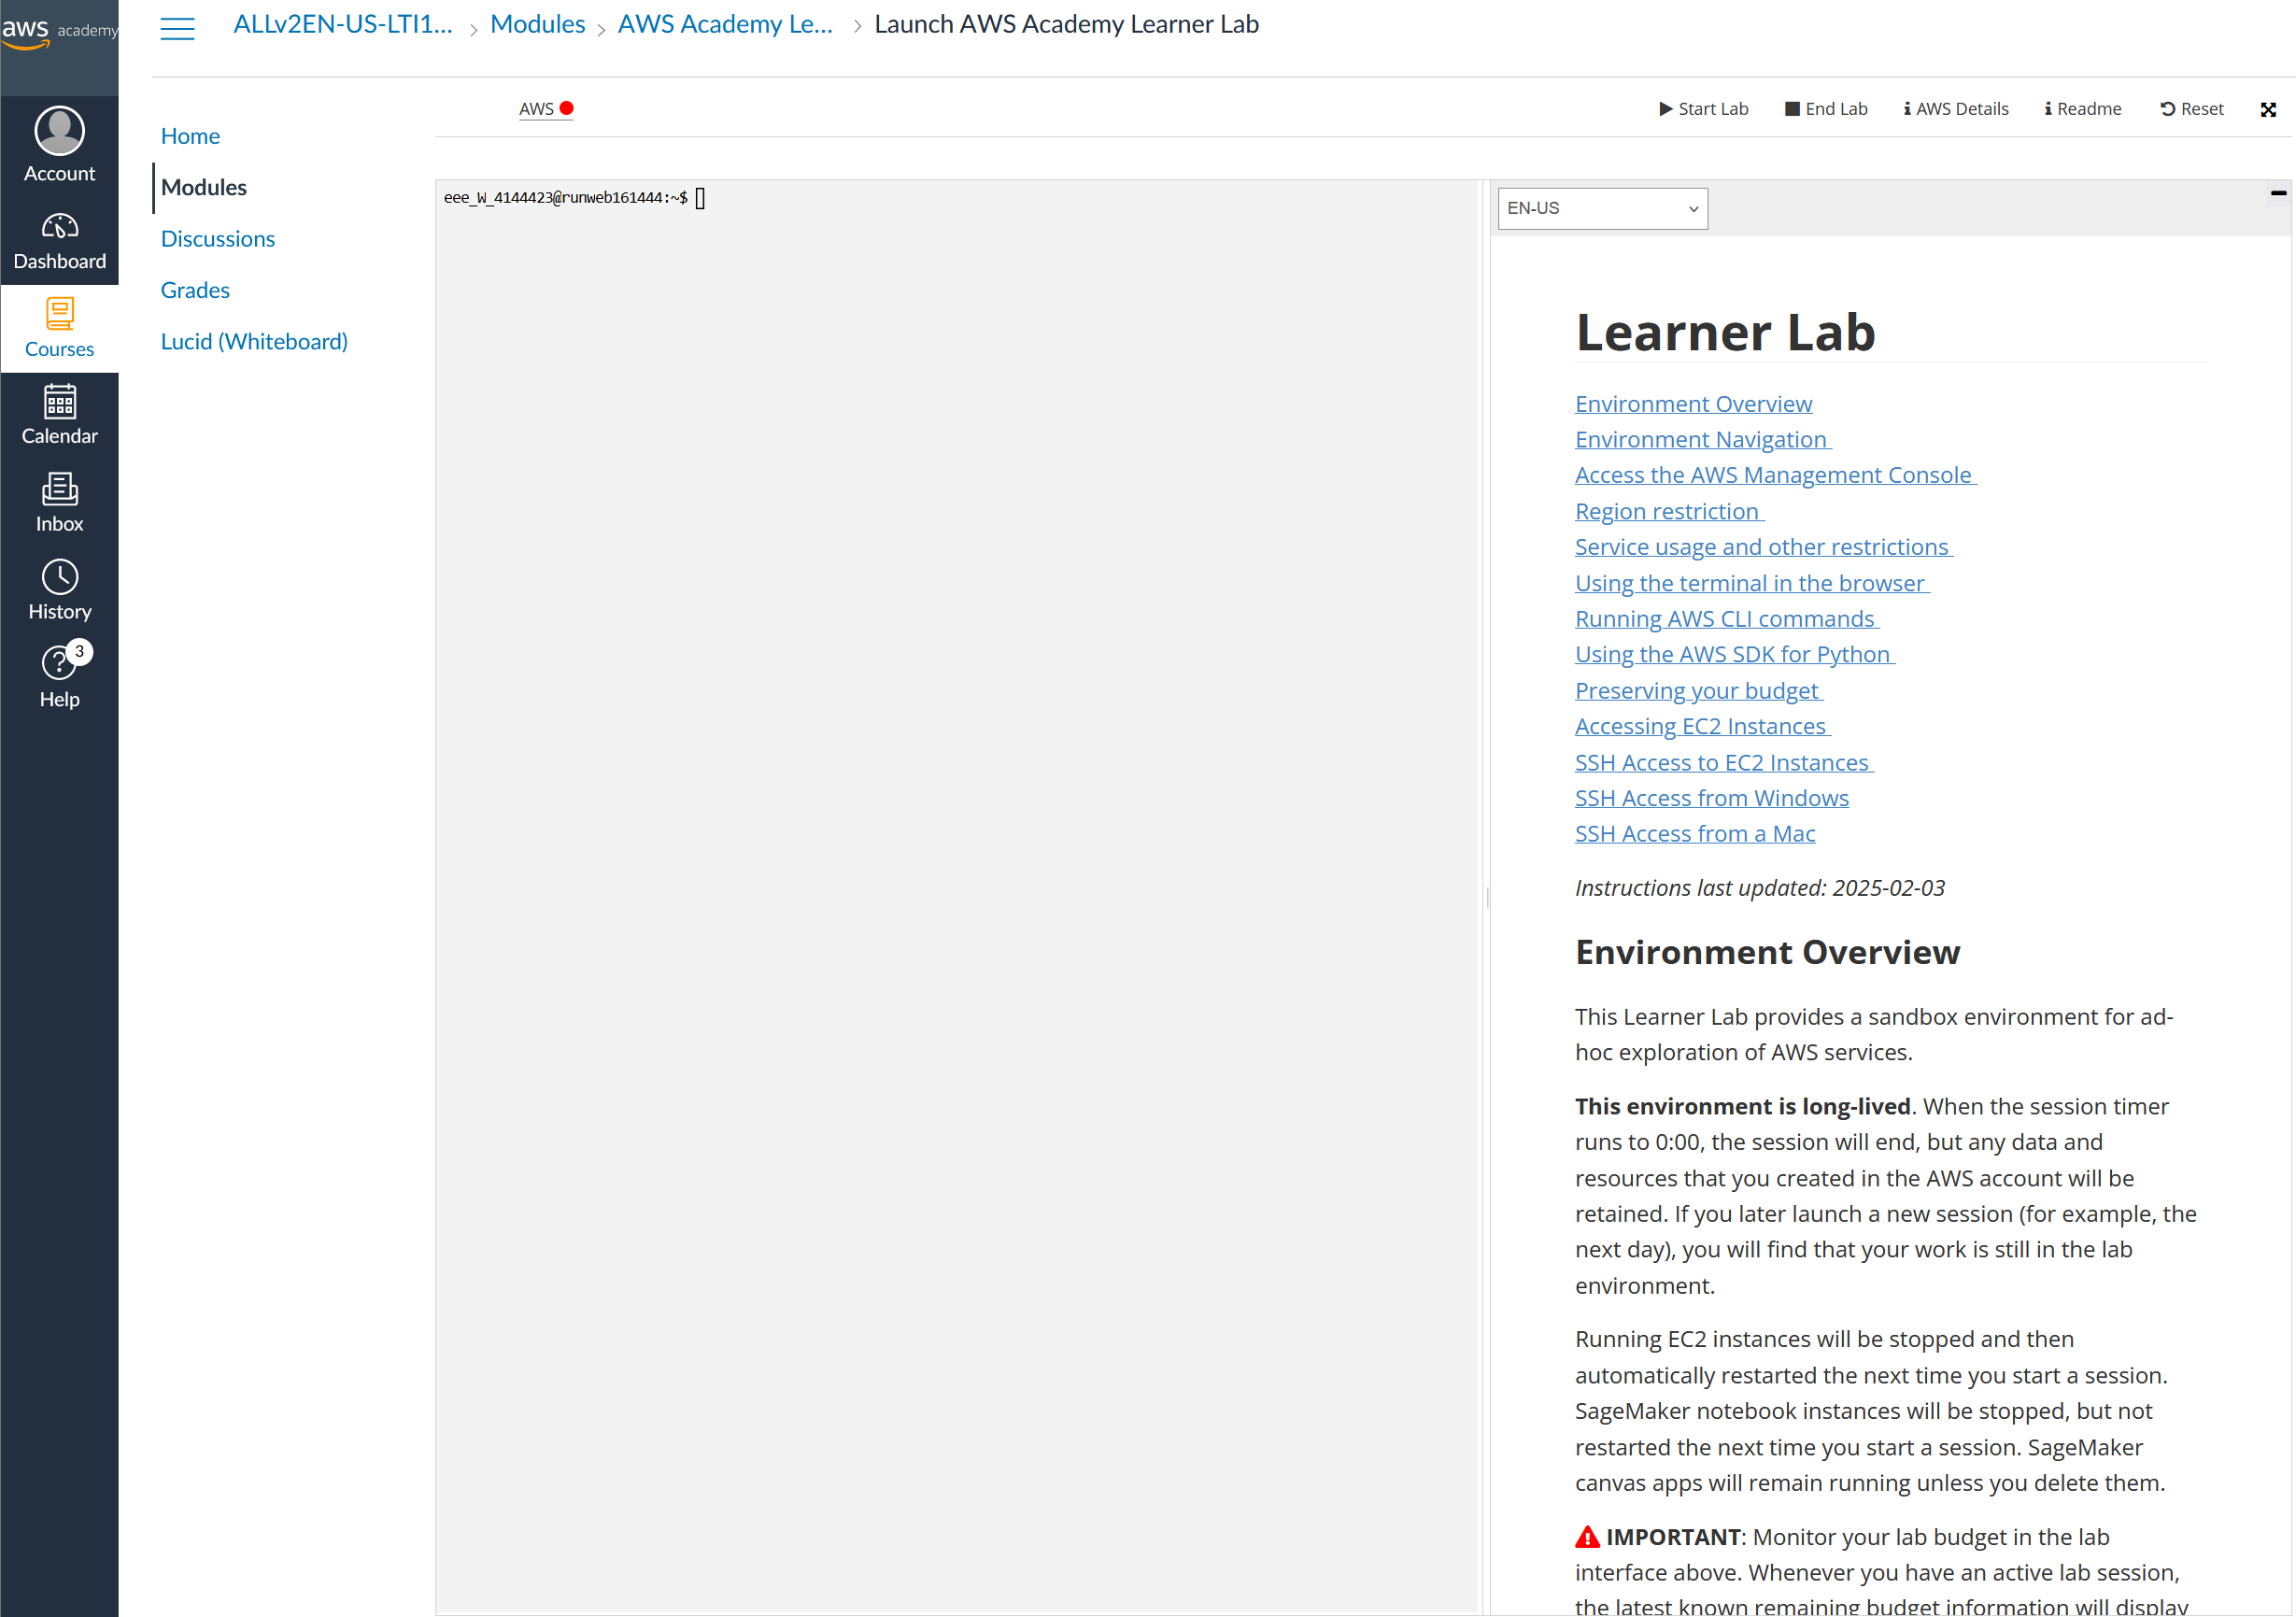 aws academy
ALLv2EN-US-LTI1... > Modules > AWS Academy Le... > Launch AWS Academy Learner Lab
Account
Dashboard
Courses
Calendar
Inbox
History
3
Help
Home
Modules
Discussions
Grades
Lucid (Whiteboard)
AWS
Start Lab
End Lab
AWS Details
Readme
Reset
eee_W_4144423@runweb161444:~$
EN-US
Learner Lab
Environment Overview
Environment Navigation
Access the AWS Management Console
Region restriction
Service usage and other restrictions
Using the terminal in the browser
Running AWS CLI commands
Using the AWS SDK for Python
Preserving your budget
Accessing EC2 Instances
SSH Access to EC2 Instances
SSH Access from Windows
SSH Access from a Mac
Instructions last updated: 2025-02-03
Environment Overview
This Learner Lab provides a sandbox environment for ad-
hoc exploration of AWS services.
This environment is long-lived. When the session timer
runs to 0:00, the session will end, but any data and
resources that you created in the AWS account will be
retained. If you later launch a new session (for example, the
next day), you will find that your work is still in the lab
environment.
Running EC2 instances will be stopped and then
automatically restarted the next time you start a session.
SageMaker notebook instances will be stopped, but not
restarted the next time you start a session. SageMaker
canvas apps will remain running unless you delete them.
IMPORTANT: Monitor your lab budget in the lab
interface above. Whenever you have an active lab session,
the latest known remaining budget information will display